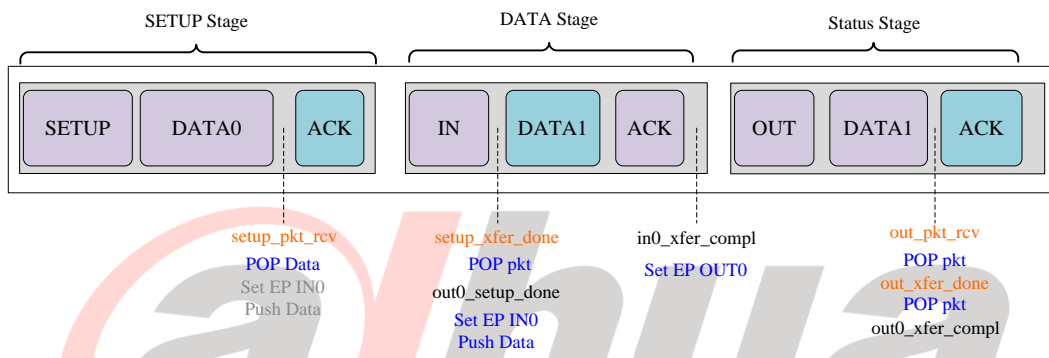 SETUP Stage
DATA Stage
Status Stage
SETUP
DATA0
ACK
IN
DATA1
ACK
OUT
DATA1
ACK
setup_pkt_rcv
POP Data
Set EP IN0
Push Data
setup_xfer_done
POP pkt
out0_setup_done
Set EP IN0
Push Data
in0_xfer_compl
Set EP OUT0
out_pkt_rcv
POP pkt
out_xfer_done
POP pkt
out0_xfer_compl
alhua